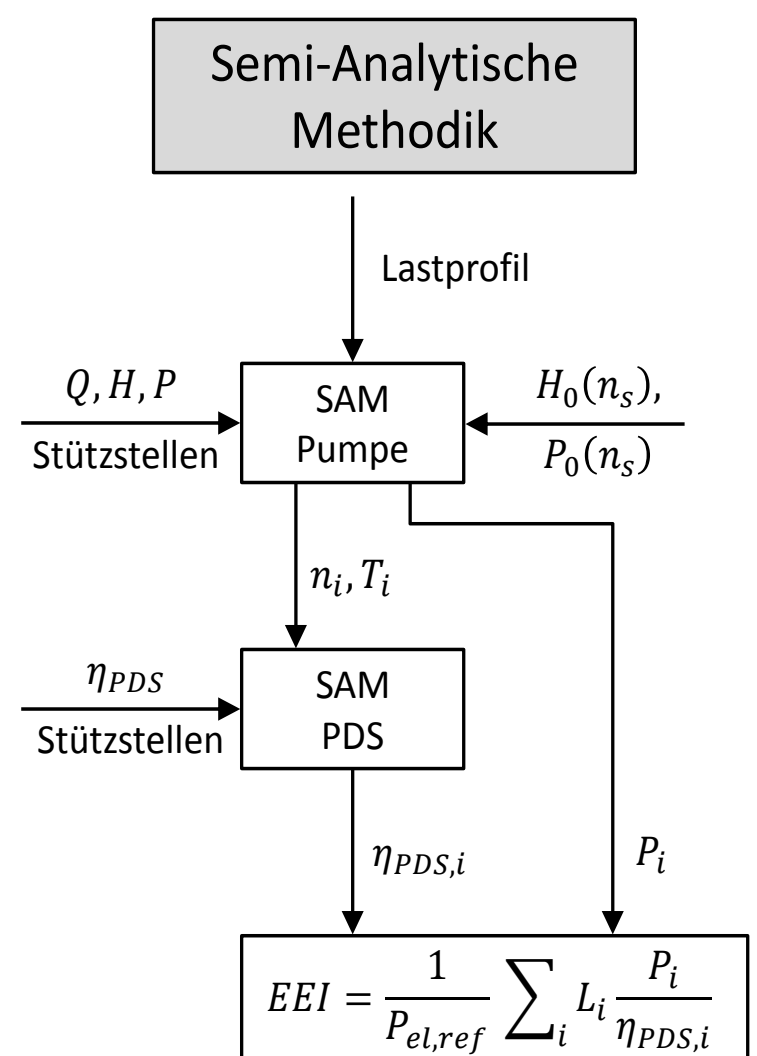 Semi-Analytische
Methodik
Lastprofil
Q, H, P
Stützstellen
SAM
Pumpe
H₀(nₛ),
P₀(nₛ)
nᵢ, Tᵢ
η_PDS
Stützstellen
SAM
PDS
η_PDS,i
Pᵢ
EEI = 1/P_el,ref ∑ᵢ Lᵢ Pᵢ/η_PDS,i